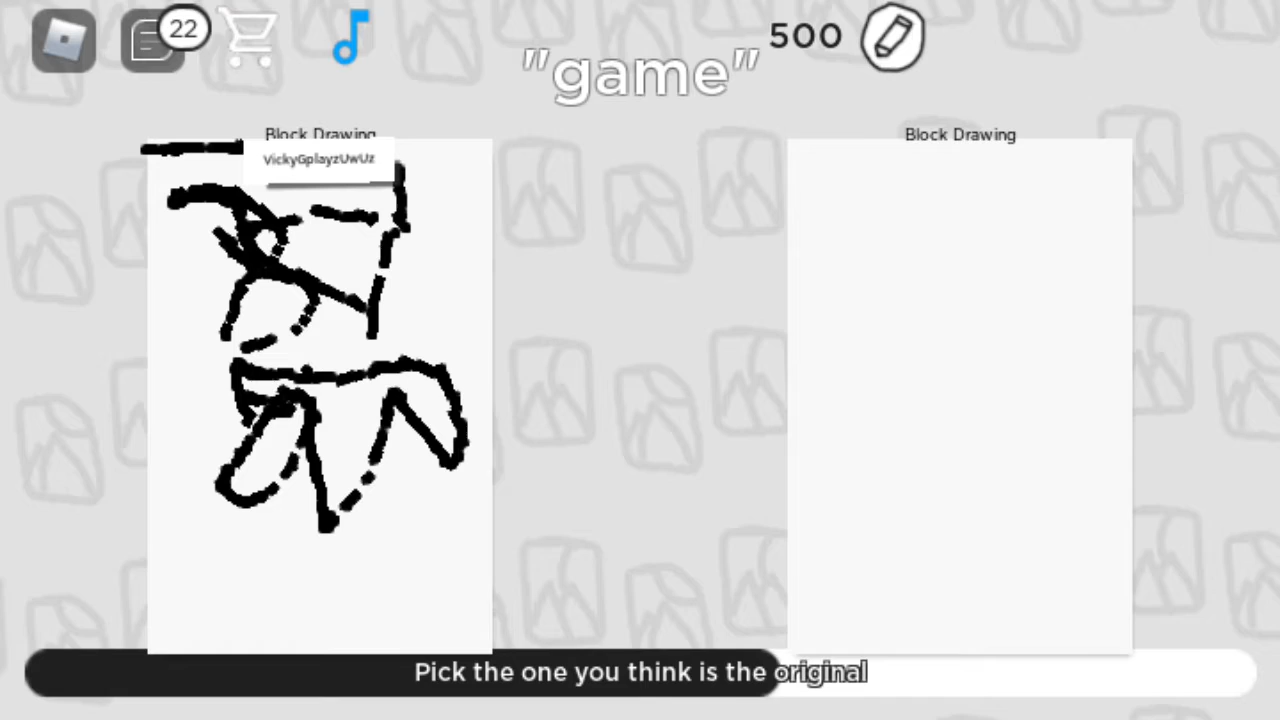 22
500
"game"
Block Drawing
VickyGplayzUwUz
Block Drawing
Pick the one you think is the original